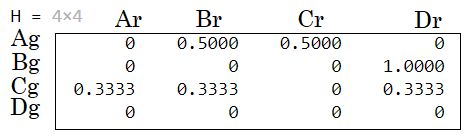 H = 4×4
Ar Br Cr Dr
Ag 0 0.5000 0.5000 0
Bg 0 0 0 1.0000
Cg 0.3333 0.3333 0 0.3333
Dg 0 0 0 0